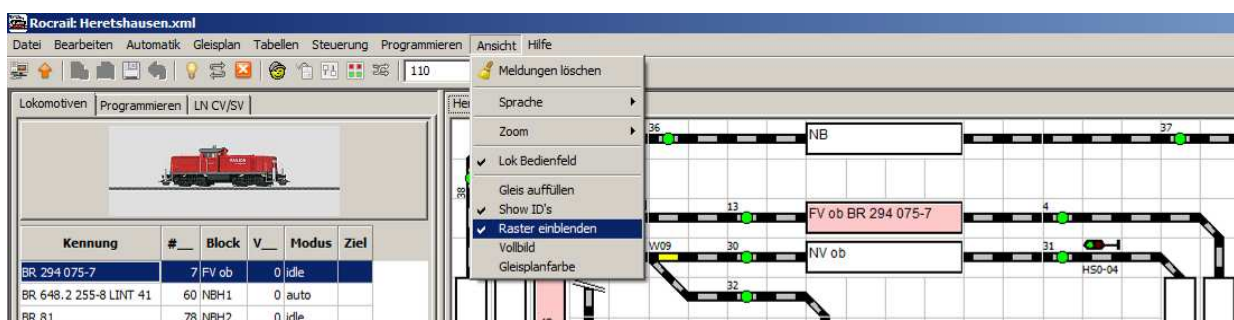 Rocrail: Heretshausen.xml
Datei Bearbeiten Automatik Gleisplan Tabellen Steuerung Programmieren Ansicht Hilfe
110
Meldungen löschen
Sprache
Zoom
Lok Bedienfeld
Gleis auffüllen
Show ID's
Raster einblenden
Vollbild
Gleisplanfarbe
Lokomotiven Programmieren LN CV/SV
Kennung #__ Block V__ Modus Ziel
BR 294 075-7 7 FV ob 0 idle
BR 648.2 255-8 LINT 41 60 NBH1 0 auto
BR 81 78 NBH2 0 idle
36 NB 37
38
13 FV ob BR 294 075-7 4
W09 30 NV ob 31
HS0-04
32